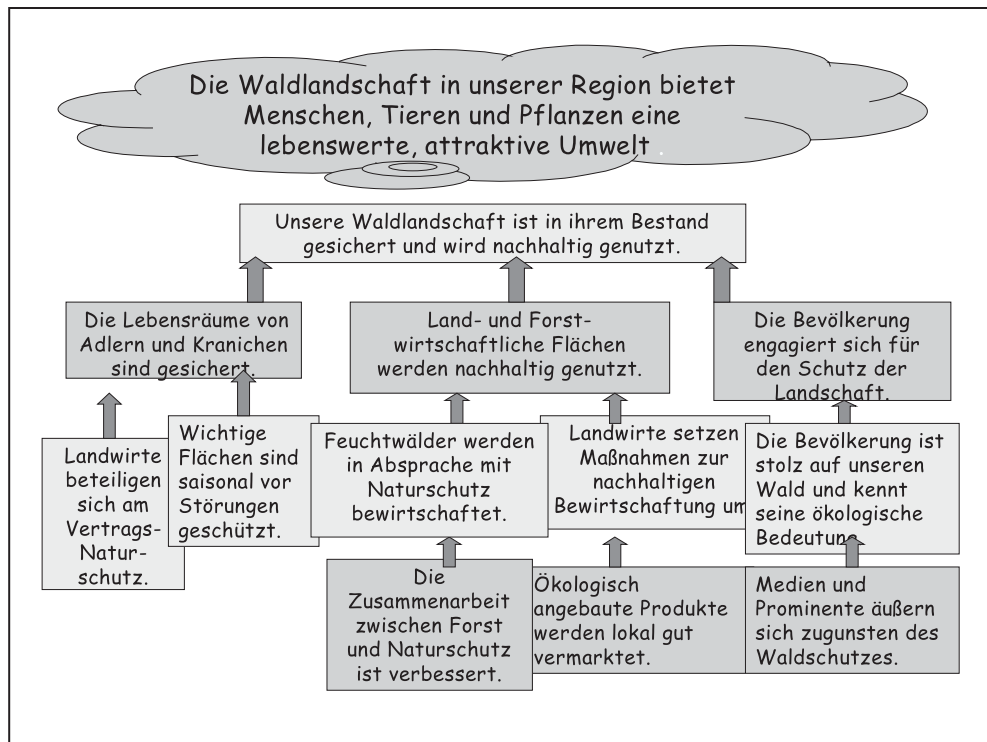 Die Waldlandschaft in unserer Region bietet
Menschen, Tieren und Pflanzen eine
lebenswerte, attraktive Umwelt .
Unsere Waldlandschaft ist in ihrem Bestand
gesichert und wird nachhaltig genutzt.
Die Lebensräume von
Adlern und Kranichen
sind gesichert.
Land- und Forst-
wirtschaftliche Flächen
werden nachhaltig genutzt.
Die Bevölkerung
engagiert sich für
den Schutz der
Landschaft.
Landwirte
beteiligen
sich am
Vertrags-
Natur-
schutz.
Wichtige
Flächen sind
saisonal vor
Störungen
geschützt.
Feuchtwälder werden
in Absprache mit
Naturschutz
bewirtschaftet.
Landwirte setzen
Maßnahmen zur
nachhaltigen
Bewirtschaftung um
Die Bevölkerung ist
stolz auf unseren
Wald und kennt
seine ökologische
Bedeutung
Die
Zusammenarbeit
zwischen Forst
und Naturschutz
ist verbessert.
Ökologisch
angebaute Produkte
werden lokal gut
vermarktet.
Medien und
Prominente äußern
sich zugunsten des
Waldschutzes.